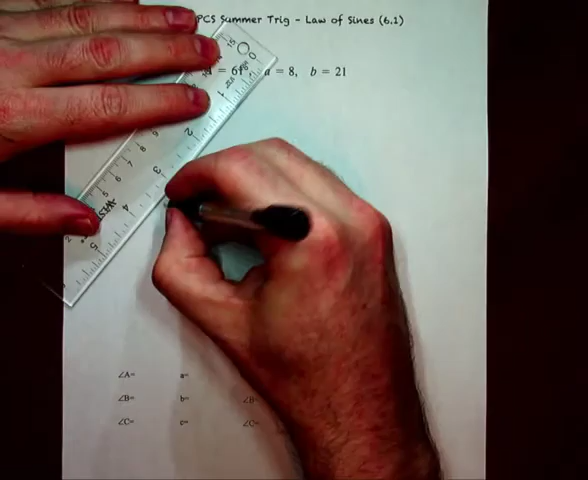 PCS Summer Trig - Law of Sines (6.1)
a = 8, b = 21
∠A= a=
∠B= b= ∠B=
∠C= c= ∠C=